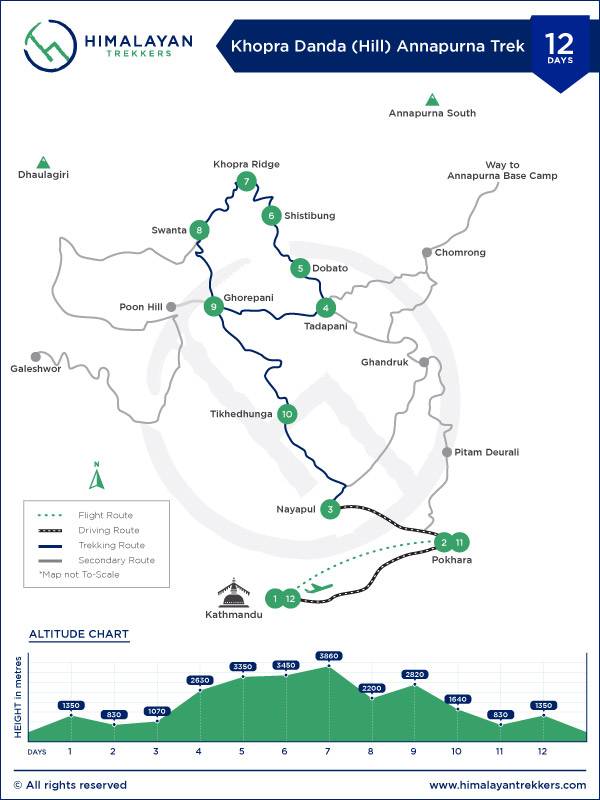 HIMALAYAN
TREKKERS
Khopra Danda (Hill) Annapurna Trek
12
DAYS
Annapurna South
Dhaulagiri
Khopra Ridge
Way to
Annapurna Base Camp
7
6
Shistibung
Swanta
8
Chomrong
5
Dobato
Ghorepani
Poon Hill
9
4
Tadapani
Galeshwor
Ghandruk
Tikhedhunga
10
Pitam Deurali
N
Nayapul
3
Flight Route
Driving Route
Trekking Route
Secondary Route
*Map not To-Scale
2 11
Pokhara
1 12
Kathmandu
ALTITUDE CHART
HEIGHT in metres
1350
830
1070
2630
3350
3450
3860
2200
2820
1640
830
1350
DAYS 1 2 3 4 5 6 7 8 9 10 11 12
© All rights reserved
www.himalayantrekkers.com